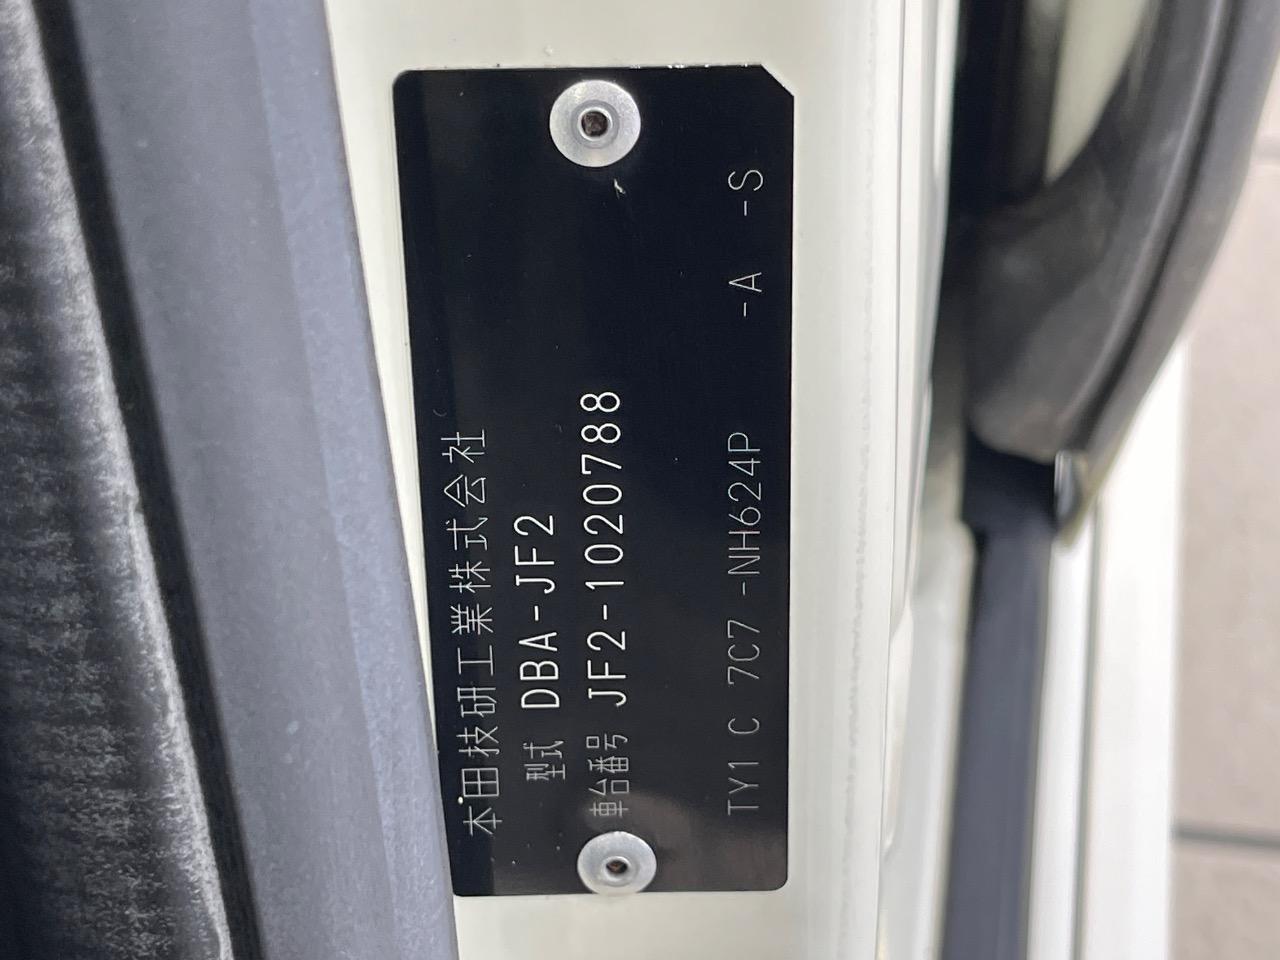 本田技研工業株式会社
型式 DBA-JF2
車台番号 JF2-1020788
TY1 C 7C7 -NH624P -A -S